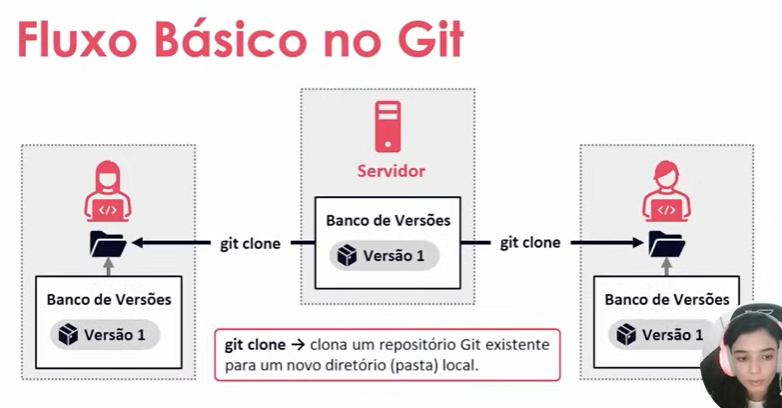 Fluxo Básico no Git
Servidor
Banco de Versões
Versão 1
git clone
git clone
</>
</>
Banco de Versões
Versão 1
Banco de Versões
Versão 1
git clone → clona um repositório Git existente
para um novo diretório (pasta) local.